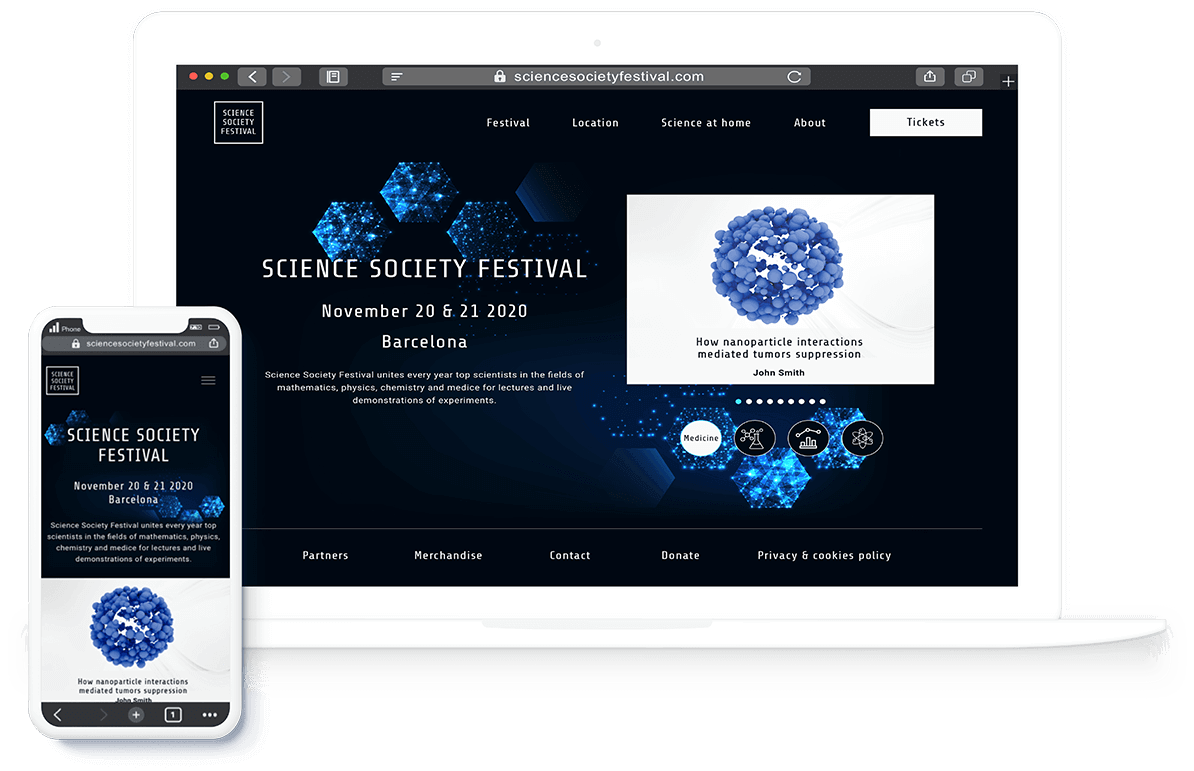 sciencesocietyfestival.com
SCIENCE
SOCIETY
FESTIVAL
Festival
Location
Science at home
About
Tickets
SCIENCE SOCIETY FESTIVAL
November 20 & 21 2020
Barcelona
Science Society Festival unites every year top scientists in the fields of
mathematics, physics, chemistry and medice for lectures and live
demonstrations of experiments.
How nanoparticle interactions
mediated tumors suppression
John Smith
Medicine
Partners
Merchandise
Contact
Donate
Privacy & cookies policy
Phone
sciencesocietyfestival.com
SCIENCE
SOCIETY
FESTIVAL
SCIENCE SOCIETY
FESTIVAL
November 20 & 21 2020
Barcelona
Science Society Festival unites every year top
scientists in the fields of mathematics, physics,
chemistry and medice for lectures and live
demonstrations of experiments.
How nanoparticle interactions
mediated tumors suppression
John Smith
1